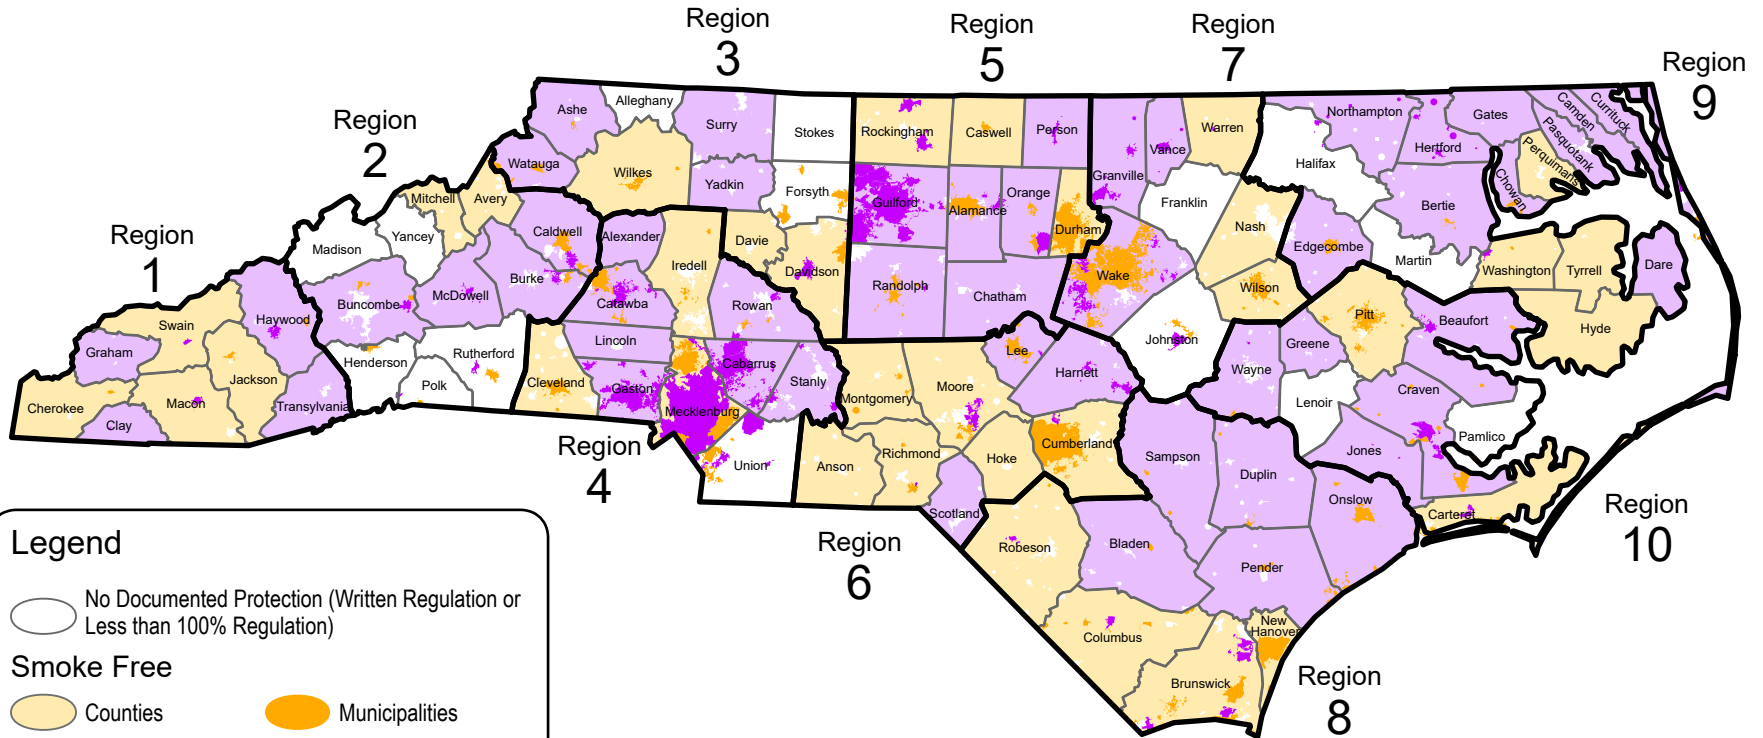 Region
3
Region
5
Region
7
Region
9
Region
2
Region
1
Region
4
Region
6
Region
8
Region
10
Ashe
Alleghany
Surry
Stokes
Rockingham
Caswell
Person
Granville
Vance
Warren
Northampton
Gates
Camden
Currituck
Pasquotank
Perquimans
Chowan
Hertford
Halifax
Bertie
Watauga
Wilkes
Yadkin
Forsyth
Guilford
Alamance
Orange
Durham
Franklin
Nash
Edgecombe
Martin
Washington
Tyrrell
Dare
Mitchell
Avery
Yancey
Madison
Caldwell
Alexander
Iredell
Davie
Davidson
Randolph
Chatham
Wake
Wilson
Pitt
Beaufort
Hyde
Haywood
Buncombe
McDowell
Burke
Catawba
Rowan
Swain
Graham
Jackson
Henderson
Rutherford
Polk
Cleveland
Lincoln
Gaston
Cabarrus
Stanly
Montgomery
Moore
Lee
Harnett
Johnston
Wayne
Greene
Lenoir
Craven
Pamlico
Cherokee
Macon
Clay
Transylvania
Mecklenburg
Union
Anson
Richmond
Hoke
Cumberland
Sampson
Duplin
Jones
Onslow
Carteret
Scotland
Robeson
Bladen
Pender
Columbus
New
Hanover
Brunswick
Legend
No Documented Protection (Written Regulation or
Less than 100% Regulation)
Smoke Free
Counties
Municipalities